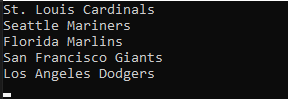 St. Louis Cardinals
Seattle Mariners
Florida Marlins
San Francisco Giants
Los Angeles Dodgers